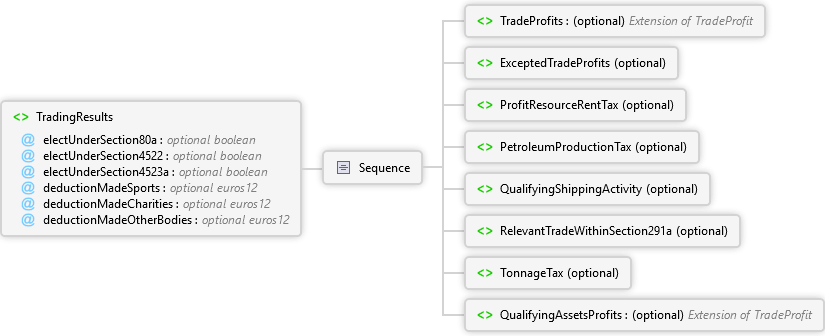 <> TradingResults
@ electUnderSection80a : optional boolean
@ electUnderSection4522 : optional boolean
@ electUnderSection4523a : optional boolean
@ deductionMadeSports : optional euros12
@ deductionMadeCharities : optional euros12
@ deductionMadeOtherBodies : optional euros12
Sequence
<> TradeProfits : (optional) Extension of TradeProfit
<> ExceptedTradeProfits (optional)
<> ProfitResourceRentTax (optional)
<> PetroleumProductionTax (optional)
<> QualifyingShippingActivity (optional)
<> RelevantTradeWithinSection291a (optional)
<> TonnageTax (optional)
<> QualifyingAssetsProfits : (optional) Extension of TradeProfit